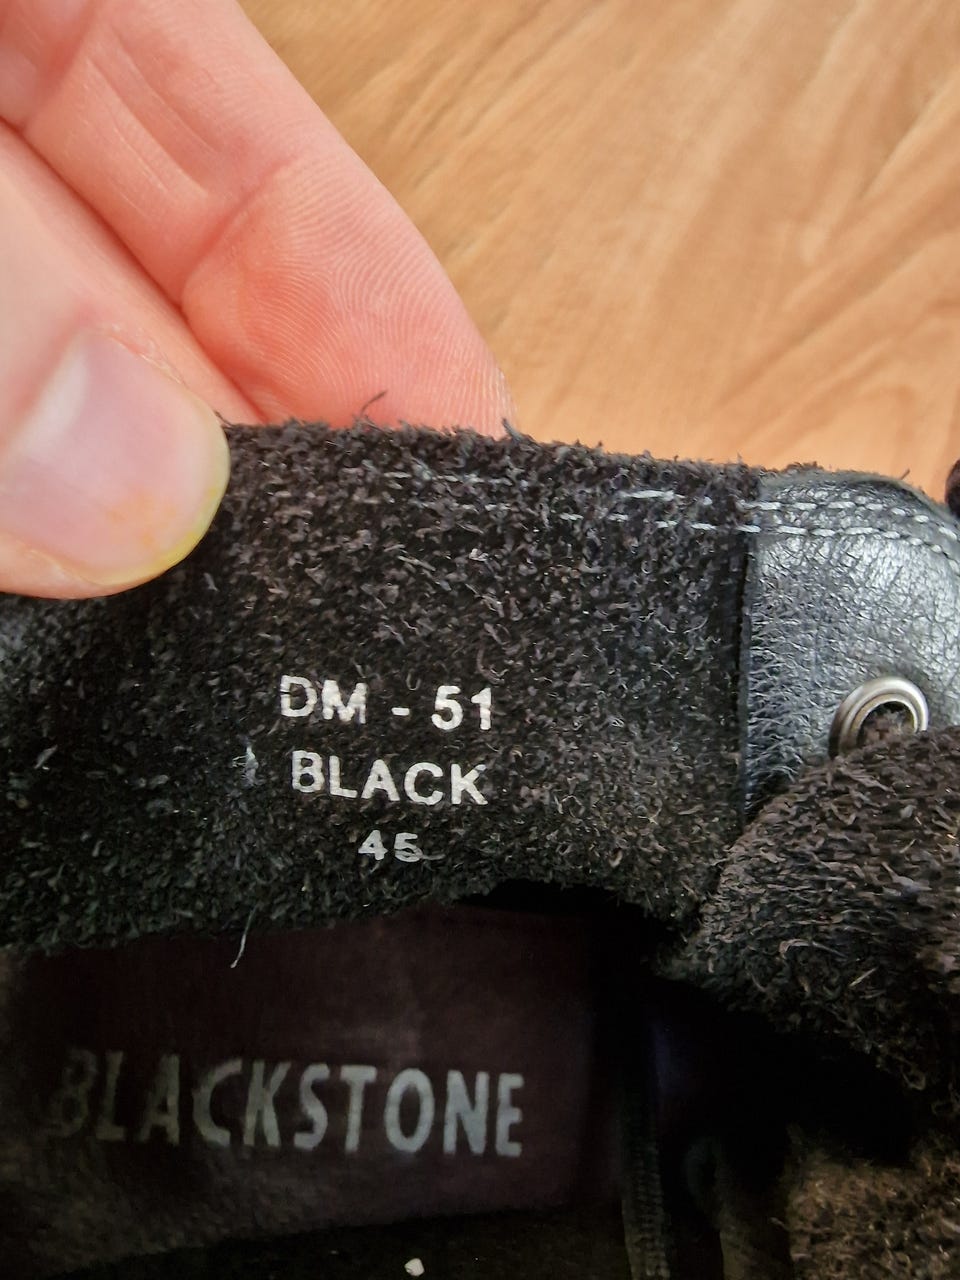 DM - 51
BLACK
45
BLACKSTONE